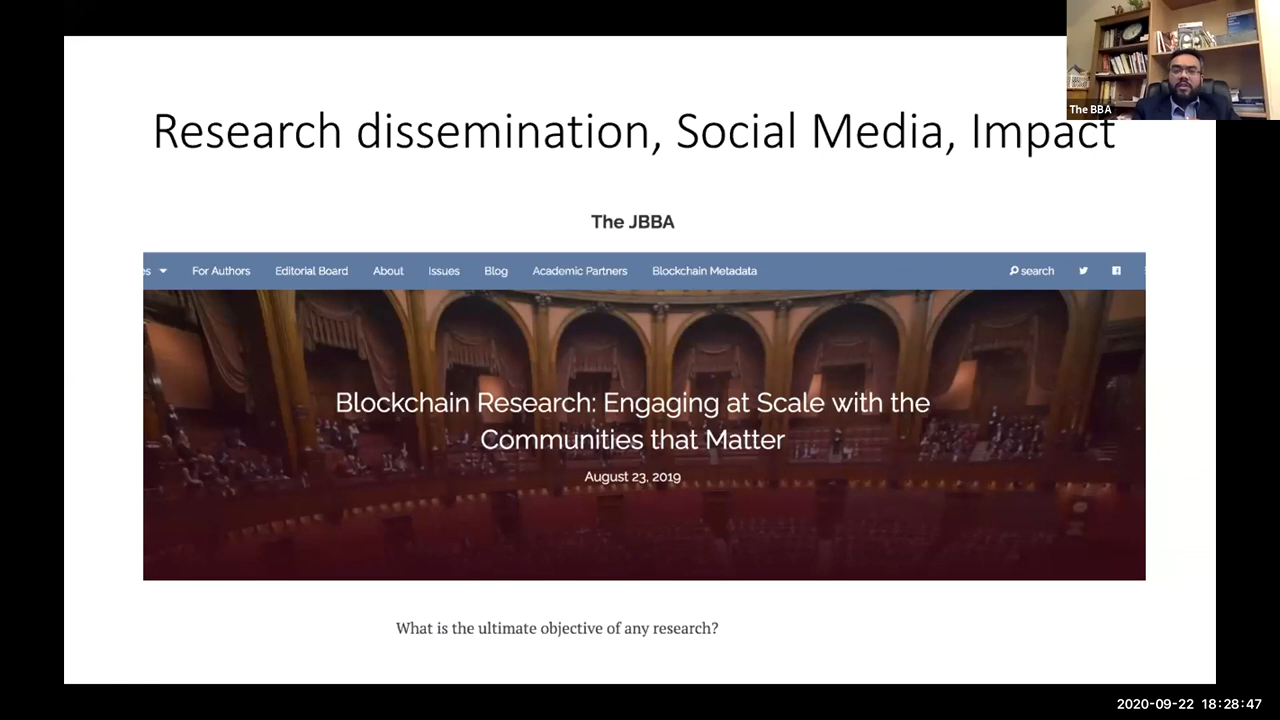 The BBA
Research dissemination, Social Media, Impact
The JBBA
es For Authors Editorial Board About Issues Blog Academic Partners Blockchain Metadata search
Blockchain Research: Engaging at Scale with the
Communities that Matter
August 23, 2019
What is the ultimate objective of any research?
2020-09-22 18:28:47